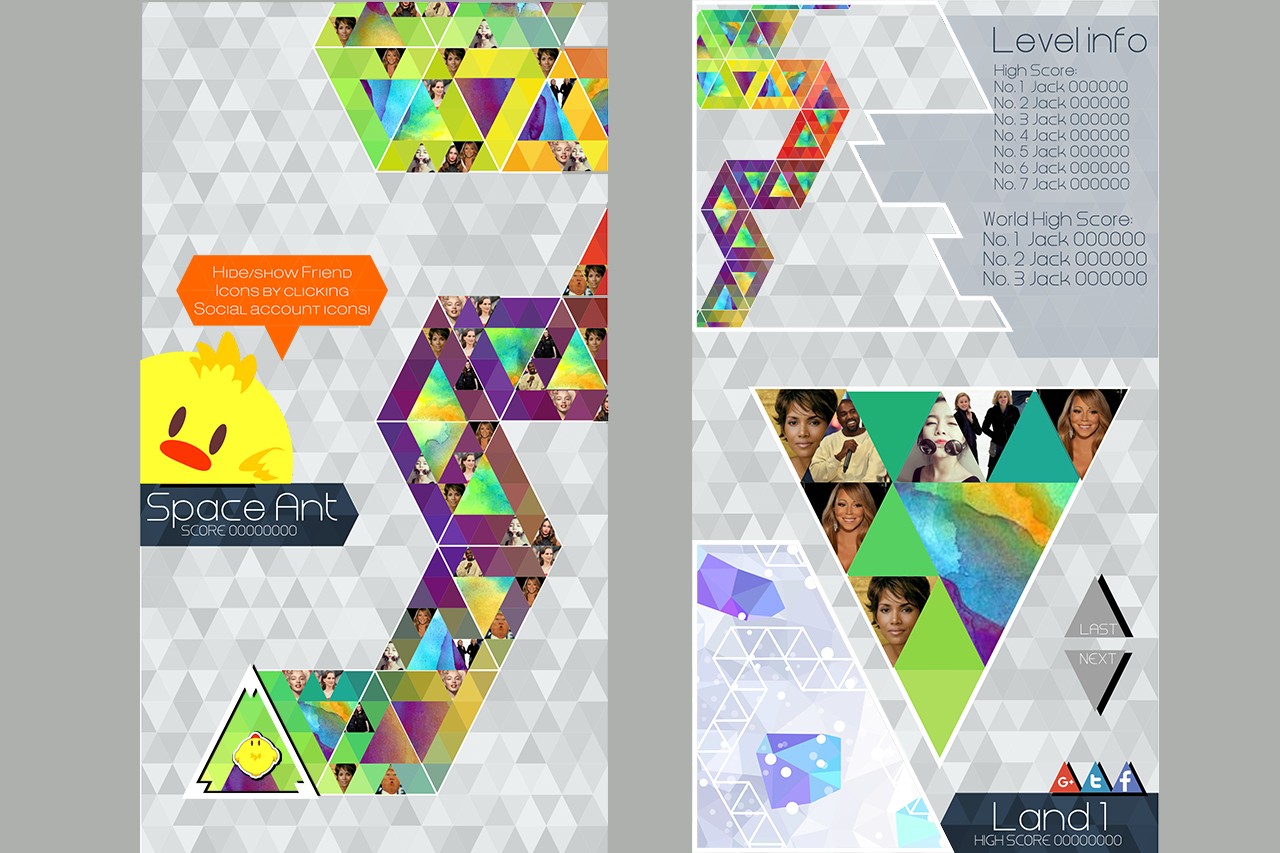 HIDE/SHOW FRIEND
ICONS BY CLICKING
SOCIAL ACCOUNT ICONS!
Space Ant
SCORE 00000000
Level info
High Score:
No. 1 Jack 000000
No. 2 Jack 000000
No. 3 Jack 000000
No. 4 Jack 000000
No. 5 Jack 000000
No. 6 Jack 000000
No. 7 Jack 000000
World High Score:
No. 1 Jack 000000
No. 2 Jack 000000
No. 3 Jack 000000
LAST
NEXT
G+ t f
Land 1
HIGH SCORE 00000000